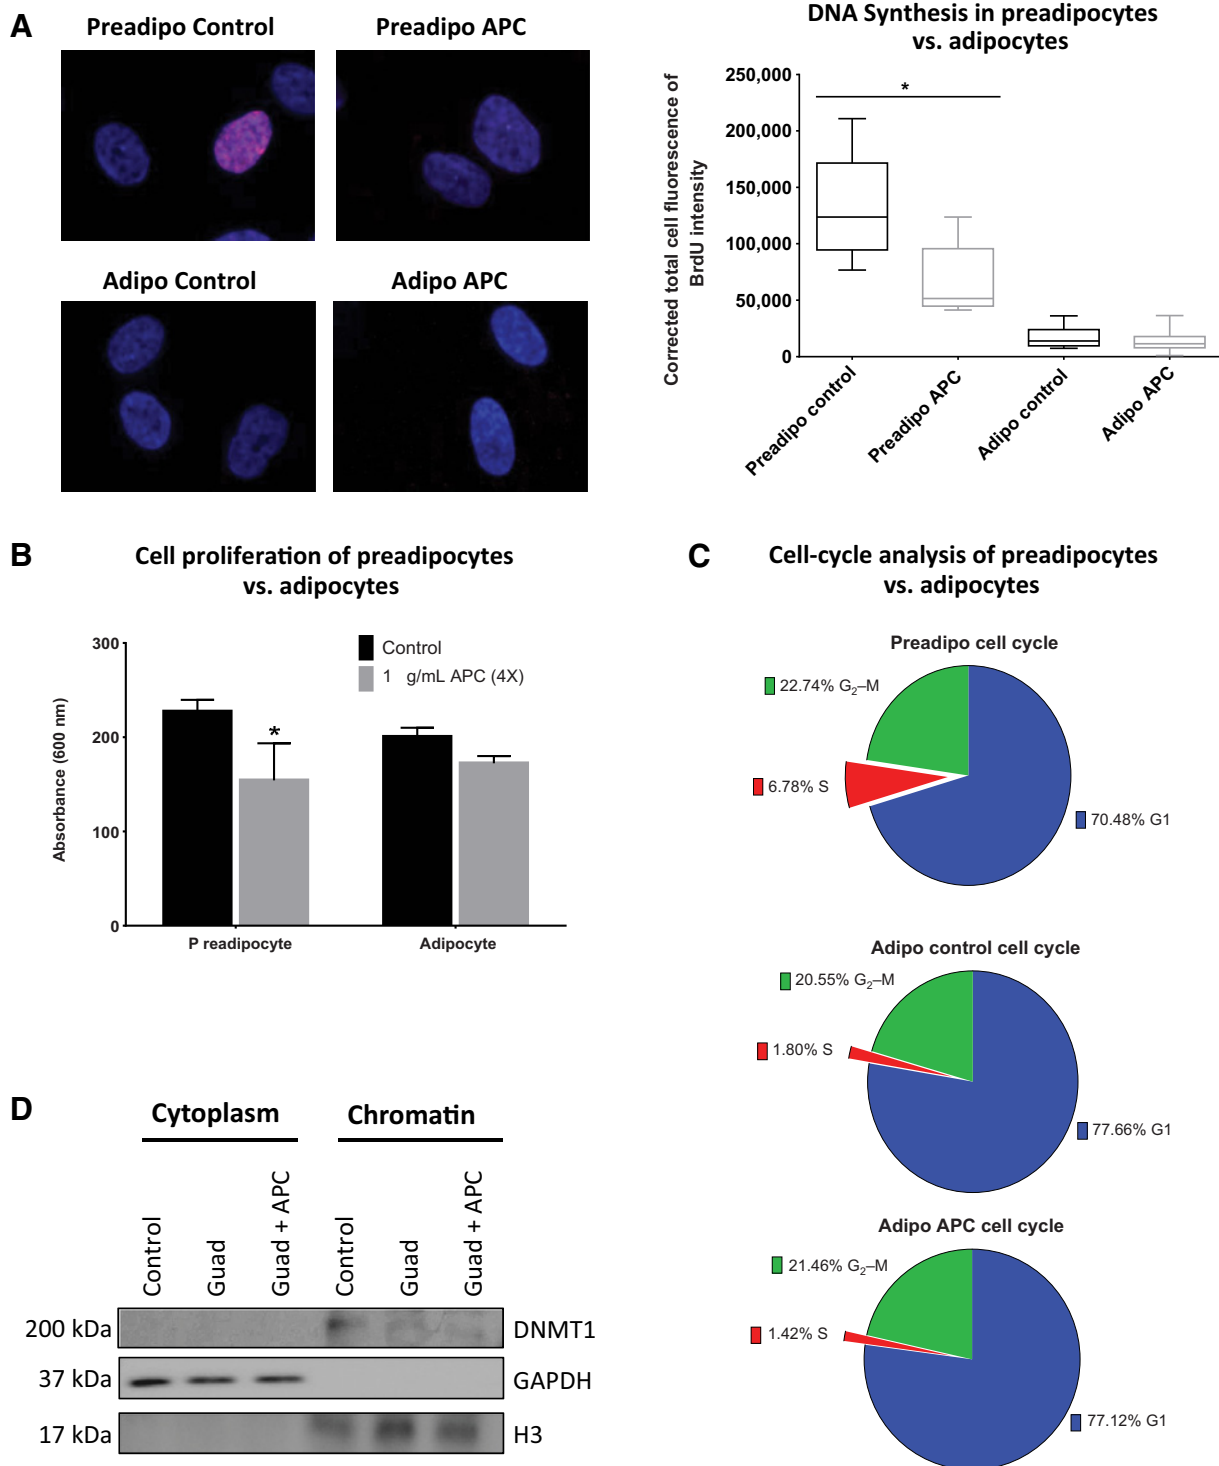 A
Preadipo Control
Preadipo APC
Adipo Control
Adipo APC
DNA Synthesis in preadipocytes
vs. adipocytes
Corrected total cell fluorescence of
BrdU intensity
250,000
200,000
150,000
100,000
50,000
0
*
Preadipo control
Preadipo APC
Adipo control
Adipo APC
B
Cell proliferation of preadipocytes
vs. adipocytes
Absorbance (600 nm)
300
200
100
0
Control
1 g/mL APC (4X)
*
P readipocyte
Adipocyte
C
Cell-cycle analysis of preadipocytes
vs. adipocytes
Preadipo cell cycle
22.74% G₂–M
6.78% S
70.48% G1
Adipo control cell cycle
20.55% G₂–M
1.80% S
77.66% G1
Adipo APC cell cycle
21.46% G₂–M
1.42% S
77.12% G1
D
Cytoplasm
Chromatin
Control
Guad
Guad + APC
Control
Guad
Guad + APC
200 kDa
DNMT1
37 kDa
GAPDH
17 kDa
H3